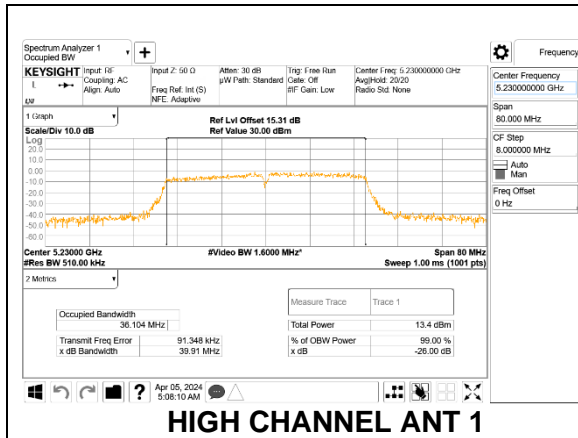 Spectrum Analyzer 1
Occupied BW
Frequency
KEYSIGHT
Input: RF
Coupling: AC
Align: Auto
Input Z: 50 Ω
Freq Ref: Int (S)
NFE: Adaptive
Atten: 30 dB
µW Path: Standard
Trig: Free Run
Gate: Off
#IF Gain: Low
Center Freq: 5.230000000 GHz
Avg|Hold: 20/20
Radio Std: None
Center Frequency
5.23000000 GHz
Span
80.000 MHz
CF Step
8.000000 MHz
Auto
Man
Freq Offset
0 Hz
1 Graph
Scale/Div 10.0 dB
Ref Lvl Offset 15.31 dB
Ref Value 30.00 dBm
Log
20.0
10.0
0.00
-10.0
-20.0
-30.0
-40.0
-50.0
-60.0
Center 5.23000 GHz
#Res BW 510.00 kHz
#Video BW 1.6000 MHz*
Span 80 MHz
Sweep 1.00 ms (1001 pts)
2 Metrics
Measure Trace
Trace 1
Occupied Bandwidth
36.104 MHz
Total Power
13.4 dBm
Transmit Freq Error
91.348 kHz
% of OBW Power
99.00 %
x dB Bandwidth
39.91 MHz
x dB
-26.00 dB
Apr 05, 2024
5:08:10 AM
HIGH CHANNEL ANT 1